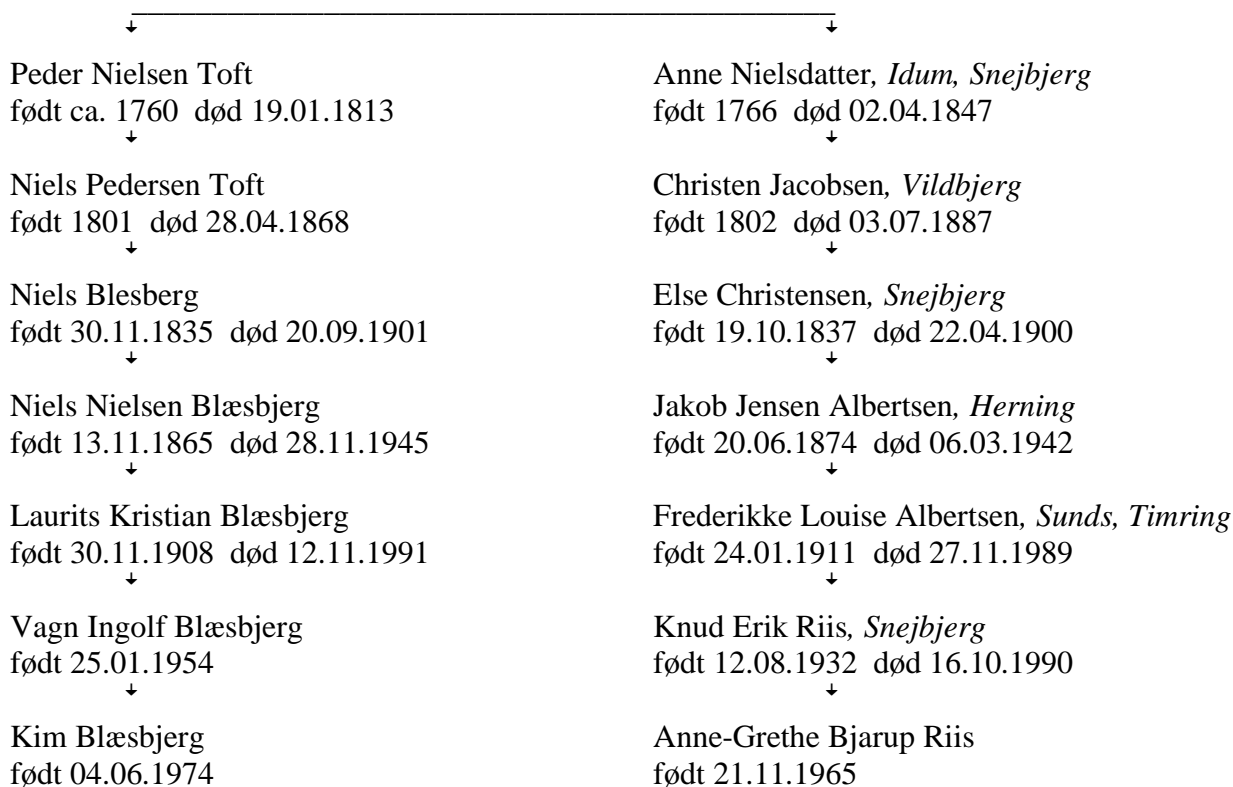 Peder Nielsen Toft
født ca. 1760 død 19.01.1813
Anne Nielsdatter, Idum, Snejbjerg
født 1766 død 02.04.1847
Niels Pedersen Toft
født 1801 død 28.04.1868
Christen Jacobsen, Vildbjerg
født 1802 død 03.07.1887
Niels Blesberg
født 30.11.1835 død 20.09.1901
Else Christensen, Snejbjerg
født 19.10.1837 død 22.04.1900
Niels Nielsen Blæsbjerg
født 13.11.1865 død 28.11.1945
Jakob Jensen Albertsen, Herning
født 20.06.1874 død 06.03.1942
Laurits Kristian Blæsbjerg
født 30.11.1908 død 12.11.1991
Frederikke Louise Albertsen, Sunds, Timring
født 24.01.1911 død 27.11.1989
Vagn Ingolf Blæsbjerg
født 25.01.1954
Knud Erik Riis, Snejbjerg
født 12.08.1932 død 16.10.1990
Kim Blæsbjerg
født 04.06.1974
Anne-Grethe Bjarup Riis
født 21.11.1965